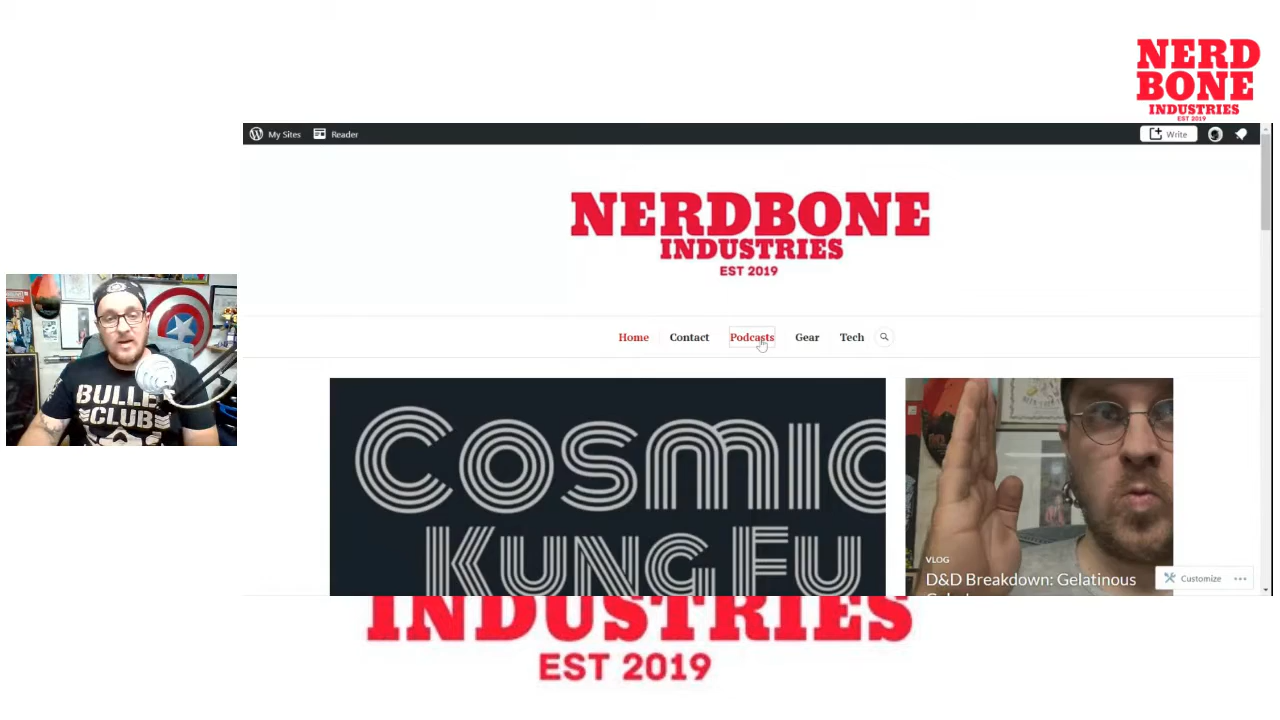 NERD
BONE
INDUSTRIES
EST 2019
My Sites
Reader
Write
NERDBONE
INDUSTRIES
EST 2019
Home
Contact
Podcasts
Gear
Tech
BULLE
CLUB
COSMIC
KUNG FU
VLOG
D&D Breakdown: Gelatinous
Customize
INDUSTRIES
EST 2019